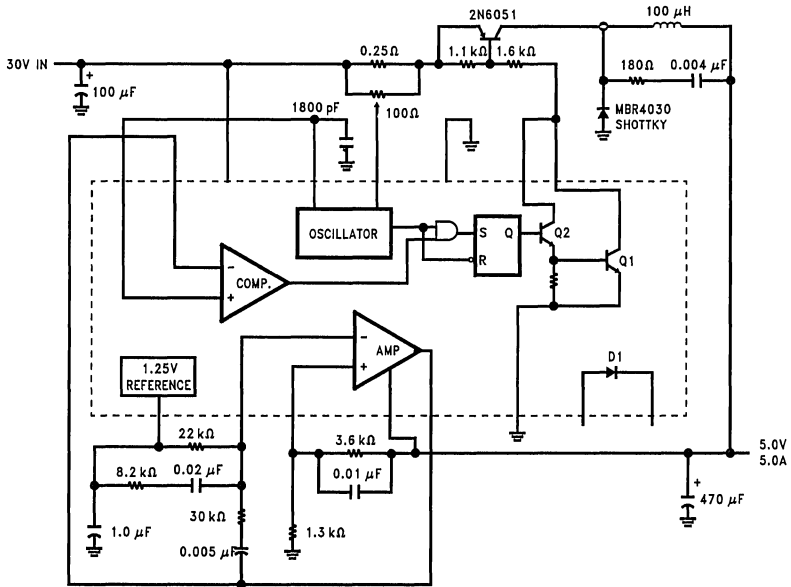 2N6051
100 μH
0.25Ω
1.1 kΩ
1.6 kΩ
180Ω
0.004 μF
30V IN
+
100 μF
1800 pF
100Ω
MBR4030
SHOTTKY
OSCILLATOR
S
Q
R
Q2
Q1
-
COMP.
+
-
AMP
+
D1
1.25V
REFERENCE
22 kΩ
3.6 kΩ
5.0V
5.0A
8.2 kΩ
0.02 μF
0.01 μF
+
470 μF
1.0 μF
30 kΩ
1.3 kΩ
0.005 μF